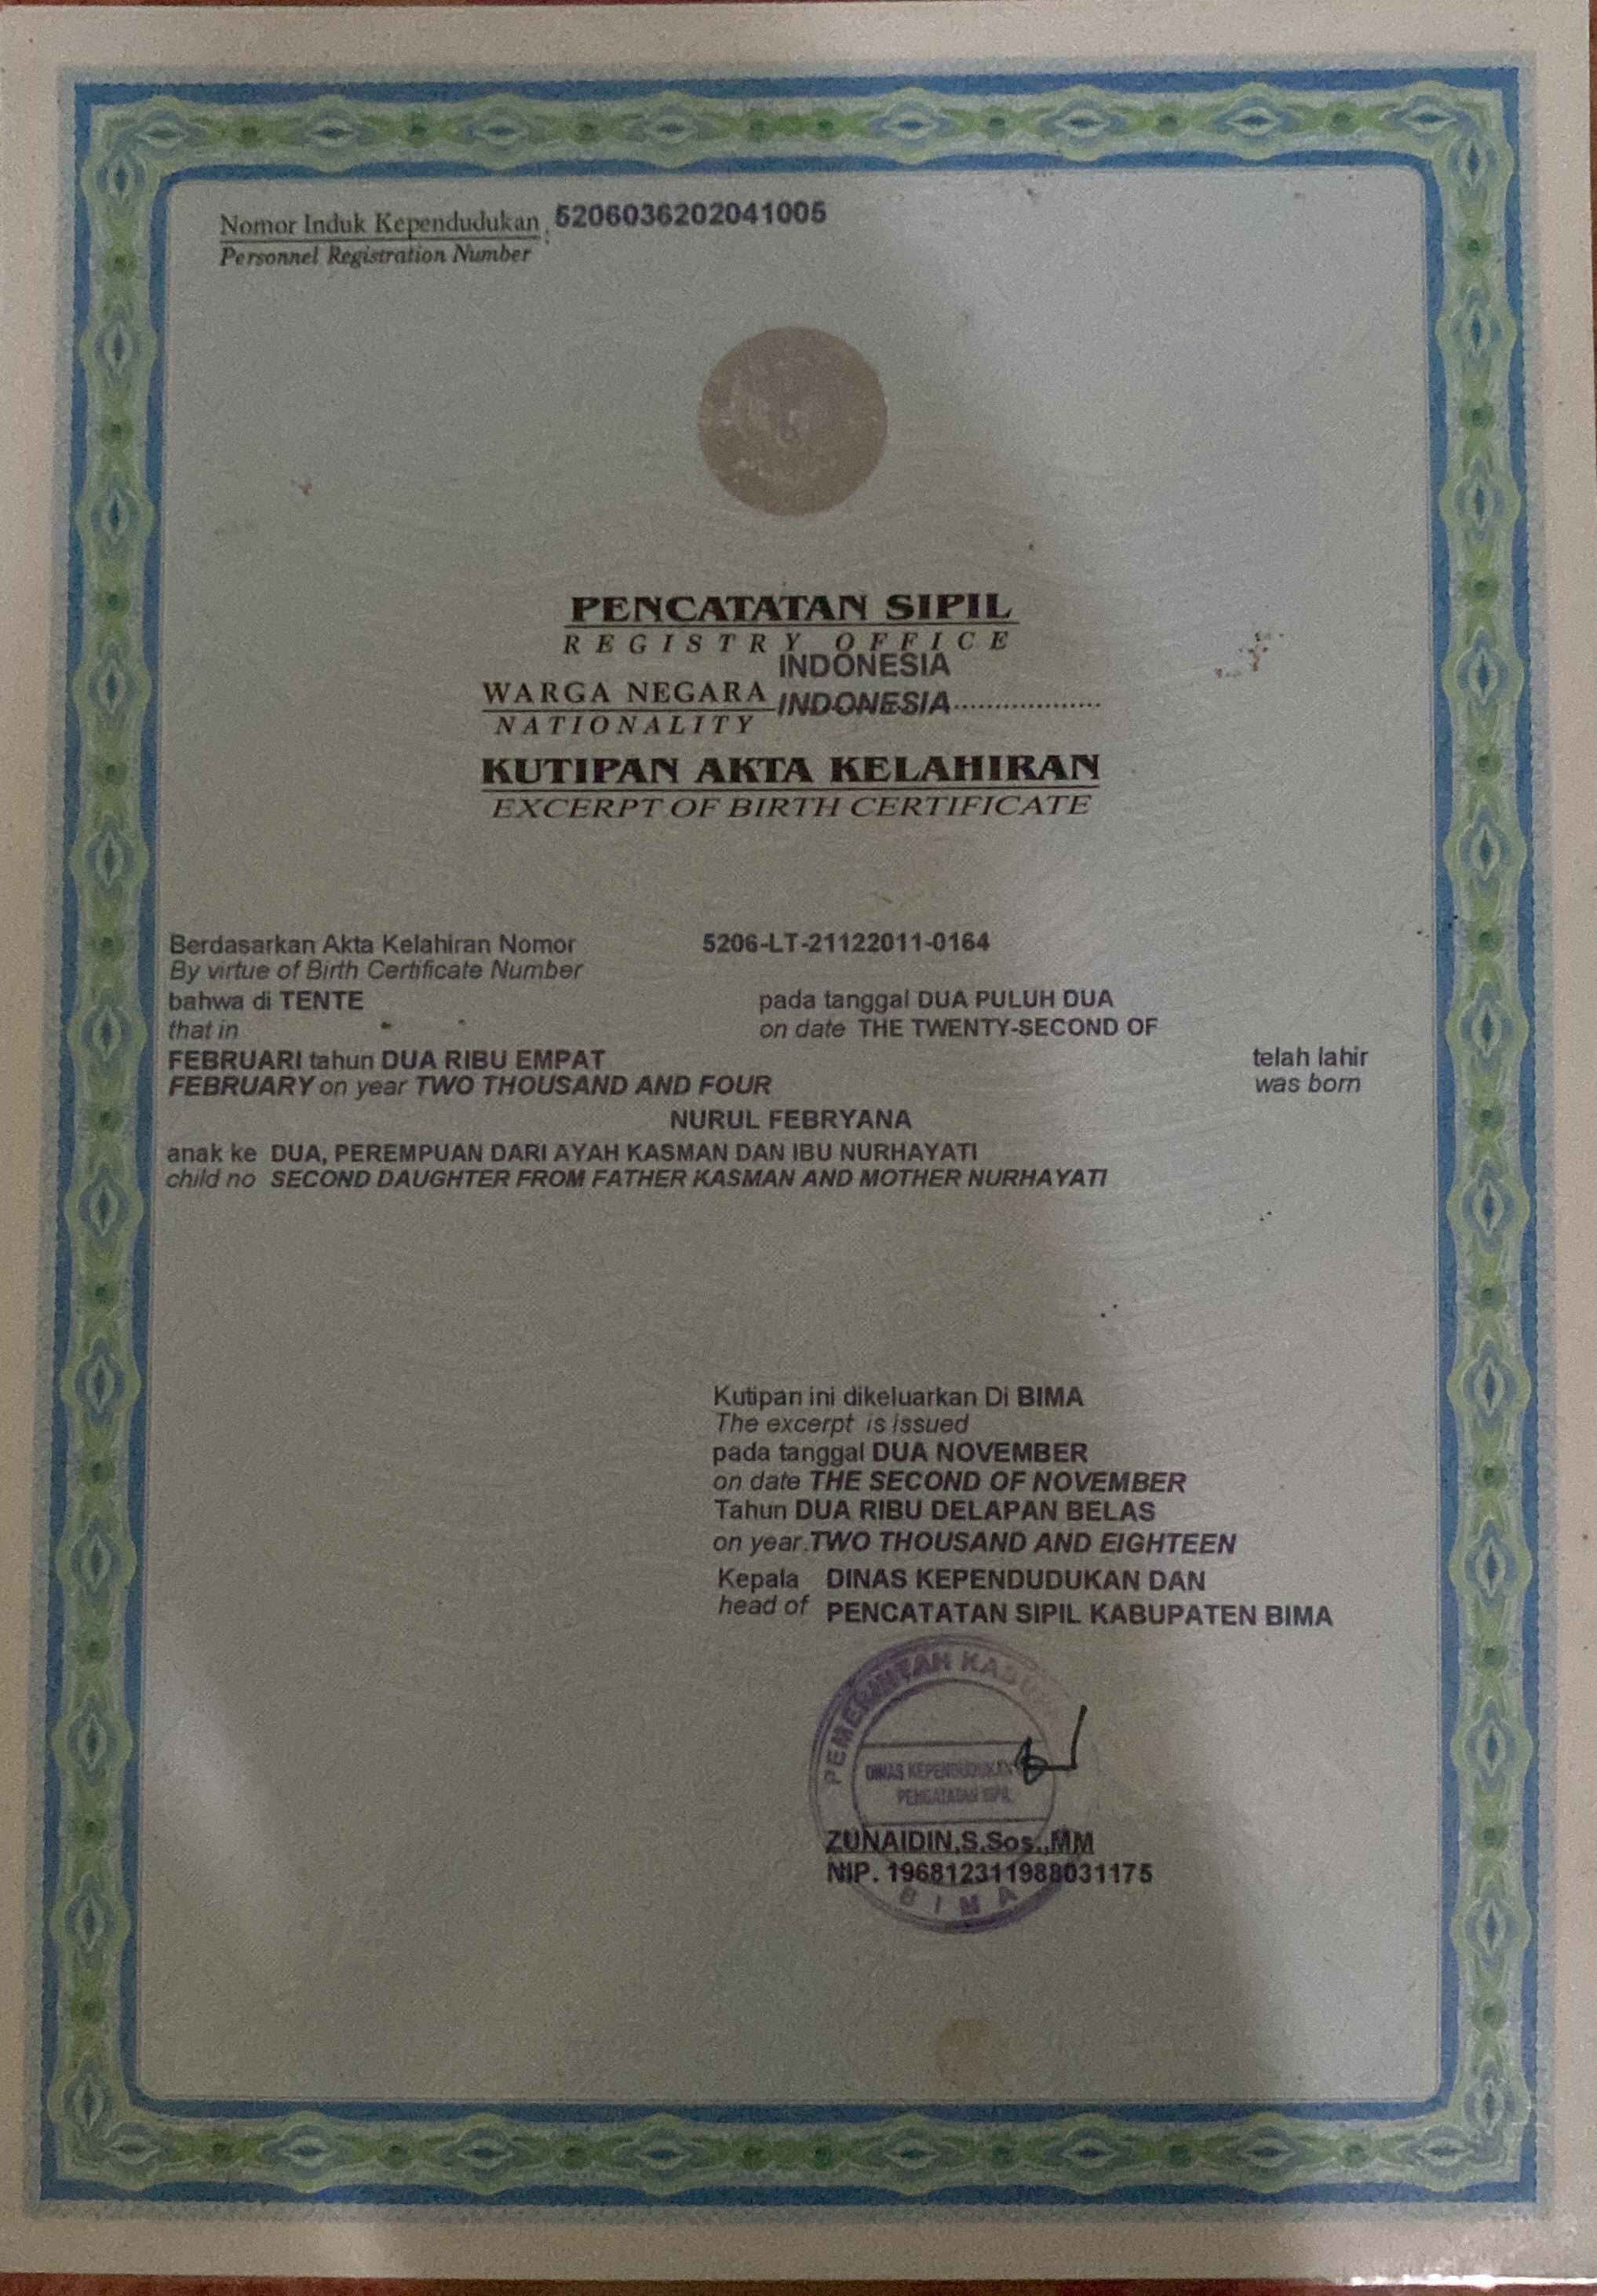 Nomor Induk Kependudukan : 5206036202041005
Personnel Registration Number
PENCATATAN SIPIL
REGISTRY OFFICE
INDONESIA
WARGA NEGARA INDONESIA..................
NATIONALITY
KUTIPAN AKTA KELAHIRAN
EXCERPT OF BIRTH CERTIFICATE
Berdasarkan Akta Kelahiran Nomor 5206-LT-21122011-0164
By virtue of Birth Certificate Number
bahwa di TENTE pada tanggal DUA PULUH DUA
that in on date THE TWENTY-SECOND OF
FEBRUARI tahun DUA RIBU EMPAT telah lahir
FEBRUARY on year TWO THOUSAND AND FOUR was born
NURUL FEBRYANA
anak ke DUA, PEREMPUAN DARI AYAH KASMAN DAN IBU NURHAYATI
child no SECOND DAUGHTER FROM FATHER KASMAN AND MOTHER NURHAYATI
Kutipan ini dikeluarkan Di BIMA
The excerpt is issued
pada tanggal DUA NOVEMBER
on date THE SECOND OF NOVEMBER
Tahun DUA RIBU DELAPAN BELAS
on year.TWO THOUSAND AND EIGHTEEN
Kepala DINAS KEPENDUDUKAN DAN
head of PENCATATAN SIPIL KABUPATEN BIMA
PEMERINTAH
DINAS KEPENDUDUKAN
PENCATATAN SIPIL
ZUNAIDIN,S.Sos.,MM
NIP. 196812311988031175
BIMA